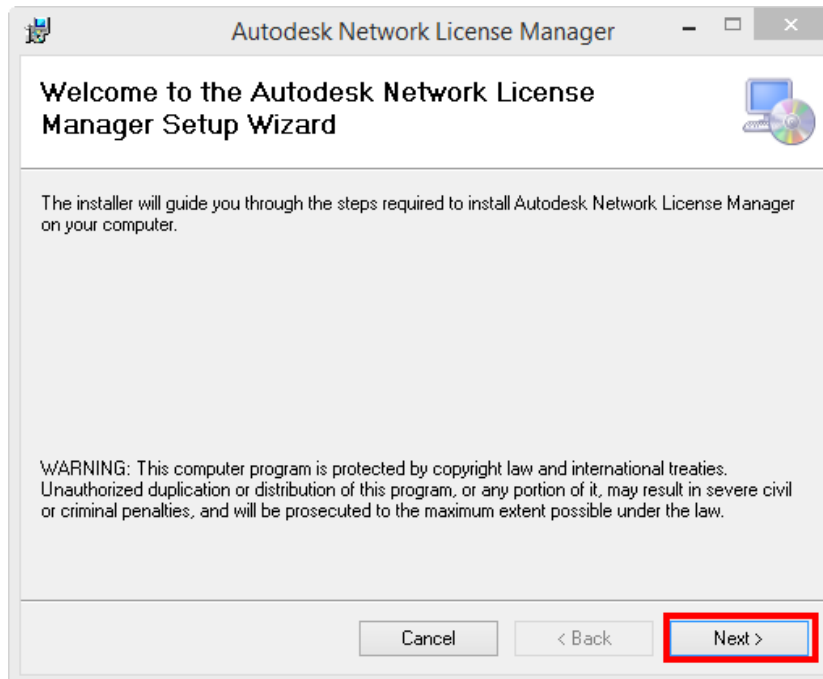 Autodesk Network License Manager
Welcome to the Autodesk Network License
Manager Setup Wizard
The installer will guide you through the steps required to install Autodesk Network License Manager
on your computer.
WARNING: This computer program is protected by copyright law and international treaties.
Unauthorized duplication or distribution of this program, or any portion of it, may result in severe civil
or criminal penalties, and will be prosecuted to the maximum extent possible under the law.
Cancel < Back Next >